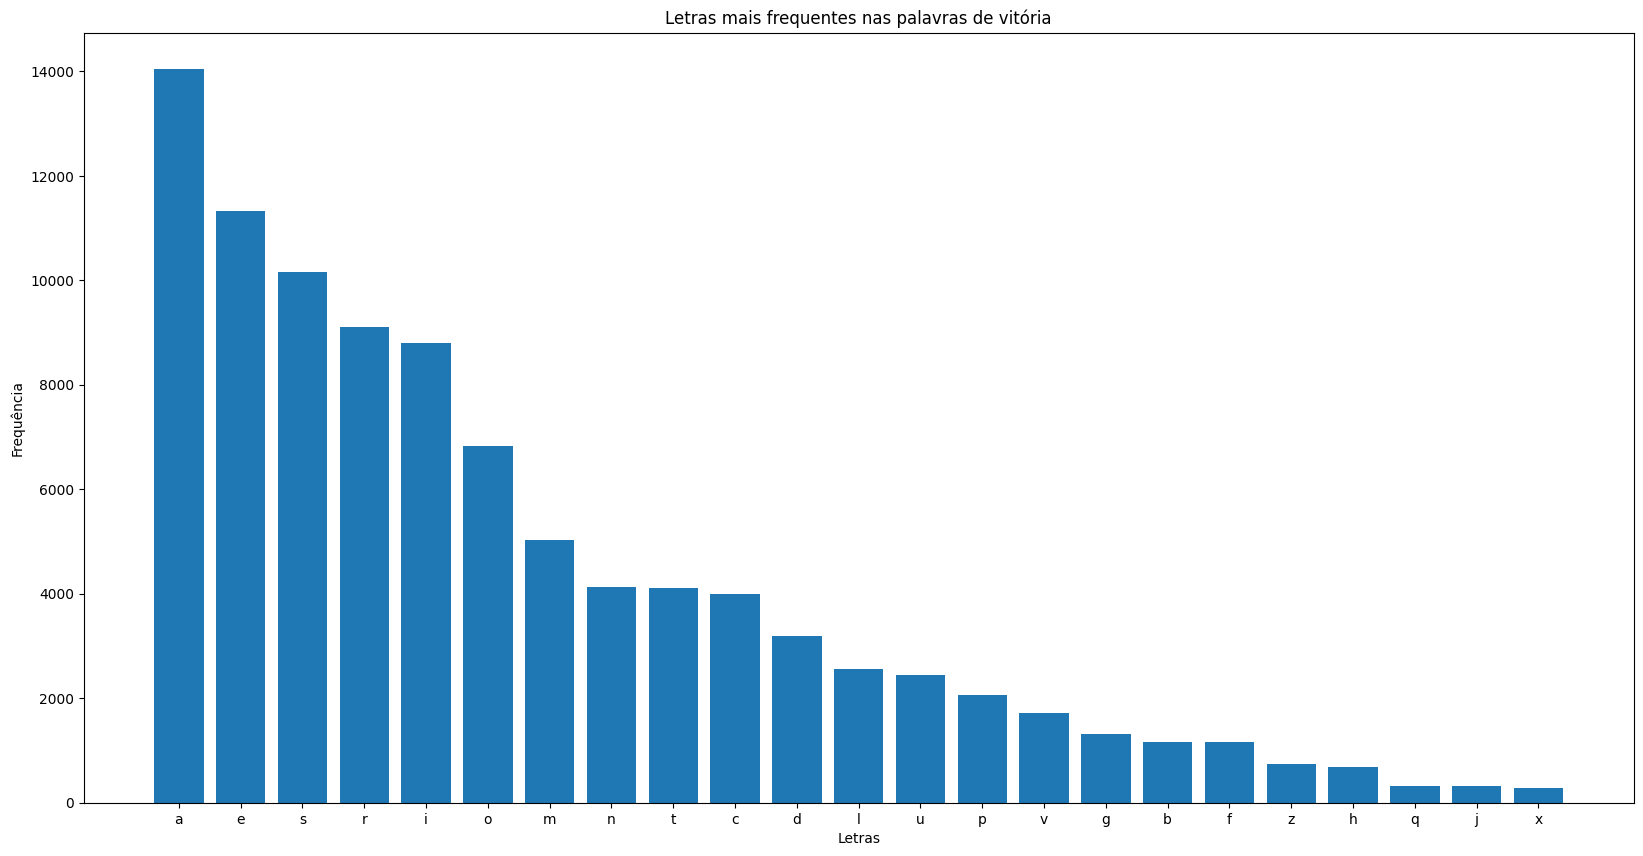 Letras mais frequentes nas palavras de vitória
14000
12000
10000
8000
6000
4000
2000
0
Frequência
a e s r i o m n t c d l u p v g b f z h q j x
Letras